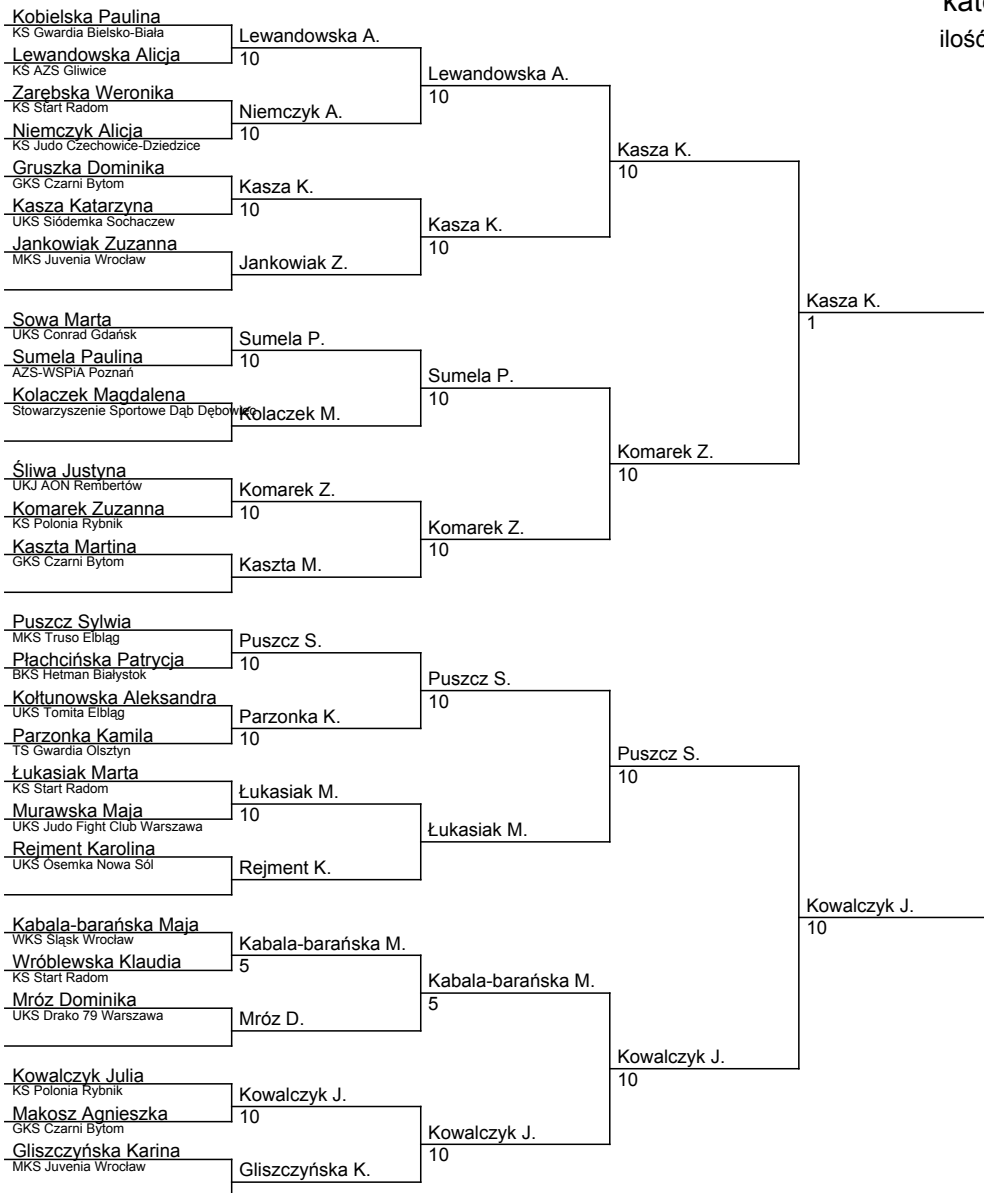 Kobielska Paulina
KS Gwardia Bielsko-Biała
Lewandowska Alicja
KS AZS Gliwice
Zarębska Weronika
KS Start Radom
Niemczyk Alicja
KS Judo Czechowice-Dziedzice
Gruszka Dominika
GKS Czarni Bytom
Kasza Katarzyna
UKS Siódemka Sochaczew
Jankowiak Zuzanna
MKS Juvenia Wrocław
Sowa Marta
UKS Conrad Gdańsk
Sumela Paulina
AZS-WSPiA Poznań
Kolaczek Magdalena
Stowarzyszenie Sportowe Dąb Dębowiec
Śliwa Justyna
UKJ AON Rembertów
Komarek Zuzanna
KS Polonia Rybnik
Kaszta Martina
GKS Czarni Bytom
Puszcz Sylwia
MKS Truso Elbląg
Płachcińska Patrycja
BKS Hetman Białystok
Kołtunowska Aleksandra
UKS Tomita Elbląg
Parzonka Kamila
TS Gwardia Olsztyn
Łukasiak Marta
KS Start Radom
Murawska Maja
UKS Judo Fight Club Warszawa
Rejment Karolina
UKS Ósemka Nowa Sól
Kabala-barańska Maja
WKS Śląsk Wrocław
Wróblewska Klaudia
KS Start Radom
Mróz Dominika
UKS Drako 79 Warszawa
Kowalczyk Julia
KS Polonia Rybnik
Makosz Agnieszka
GKS Czarni Bytom
Gliszczyńska Karina
MKS Juvenia Wrocław
Lewandowska A.
10
Niemczyk A.
10
Kasza K.
10
Jankowiak Z.
Sumela P.
10
Kolaczek M.
Komarek Z.
10
Kaszta M.
Puszcz S.
10
Parzonka K.
10
Łukasiak M.
10
Rejment K.
Kabala-barańska M.
5
Mróz D.
Kowalczyk J.
10
Gliszczyńska K.
Lewandowska A.
10
Kasza K.
10
Sumela P.
10
Komarek Z.
10
Puszcz S.
10
Łukasiak M.
Kabala-barańska M.
5
Kowalczyk J.
10
Kasza K.
10
Komarek Z.
10
Puszcz S.
10
Kowalczyk J.
10
Kasza K.
1
Kowalczyk J.
10
ilość